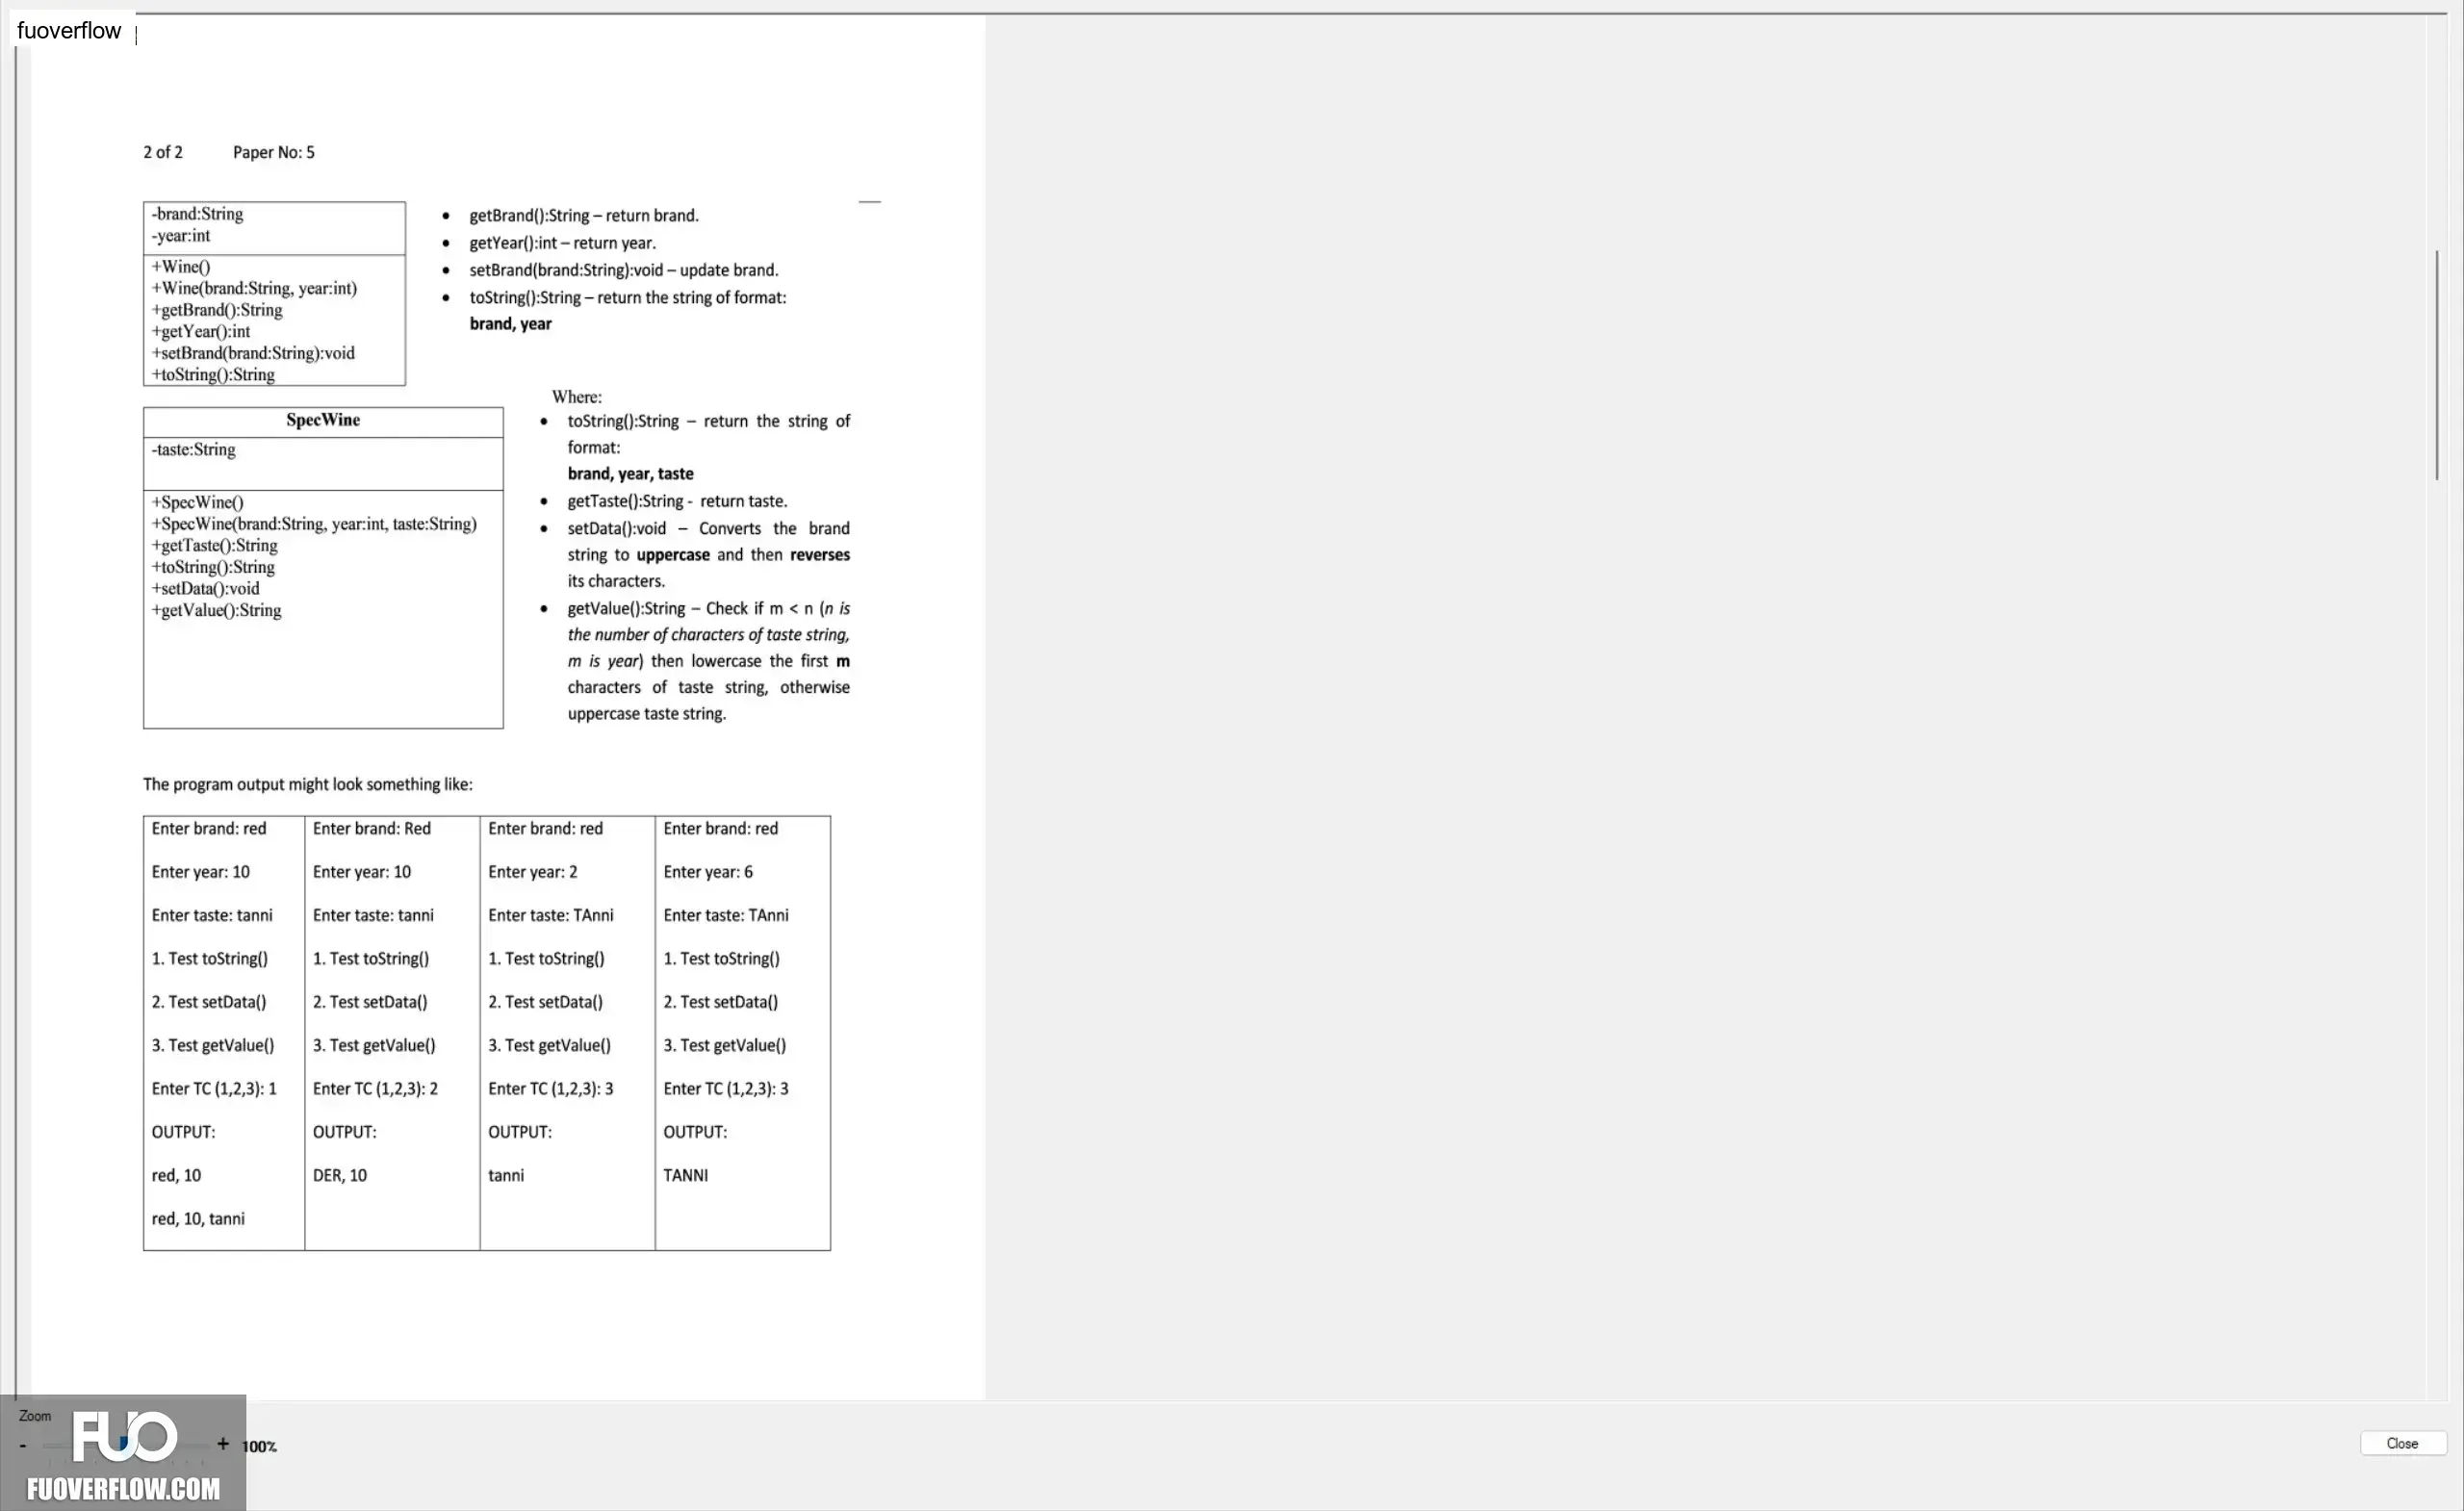 fuoverflow
2 of 2 Paper No: 5
-brand:String
-year:int
+Wine()
+Wine(brand:String, year:int)
+getBrand():String
+getYear():int
+setBrand(brand:String):void
+toString():String
• getBrand():String – return brand.
• getYear():int – return year.
• setBrand(brand:String):void – update brand.
• toString():String – return the string of format:
brand, year
SpecWine
-taste:String
+SpecWine()
+SpecWine(brand:String, year:int, taste:String)
+getTaste():String
+toString():String
+setData():void
+getValue():String
Where:
• toString():String – return the string of
format:
brand, year, taste
• getTaste():String - return taste.
• setData():void – Converts the brand
string to uppercase and then reverses
its characters.
• getValue():String – Check if m < n (n is
the number of characters of taste string,
m is year) then lowercase the first m
characters of taste string, otherwise
uppercase taste string.
The program output might look something like:
Enter brand: red
Enter year: 10
Enter taste: tanni
1. Test toString()
2. Test setData()
3. Test getValue()
Enter TC (1,2,3): 1
OUTPUT:
red, 10
red, 10, tanni
Enter brand: Red
Enter year: 10
Enter taste: tanni
1. Test toString()
2. Test setData()
3. Test getValue()
Enter TC (1,2,3): 2
OUTPUT:
DER, 10
Enter brand: red
Enter year: 2
Enter taste: TAnni
1. Test toString()
2. Test setData()
3. Test getValue()
Enter TC (1,2,3): 3
OUTPUT:
tanni
Enter brand: red
Enter year: 6
Enter taste: TAnni
1. Test toString()
2. Test setData()
3. Test getValue()
Enter TC (1,2,3): 3
OUTPUT:
TANNI
Zoom
- + 100%
Close
FUO
FUOVERFLOW.COM